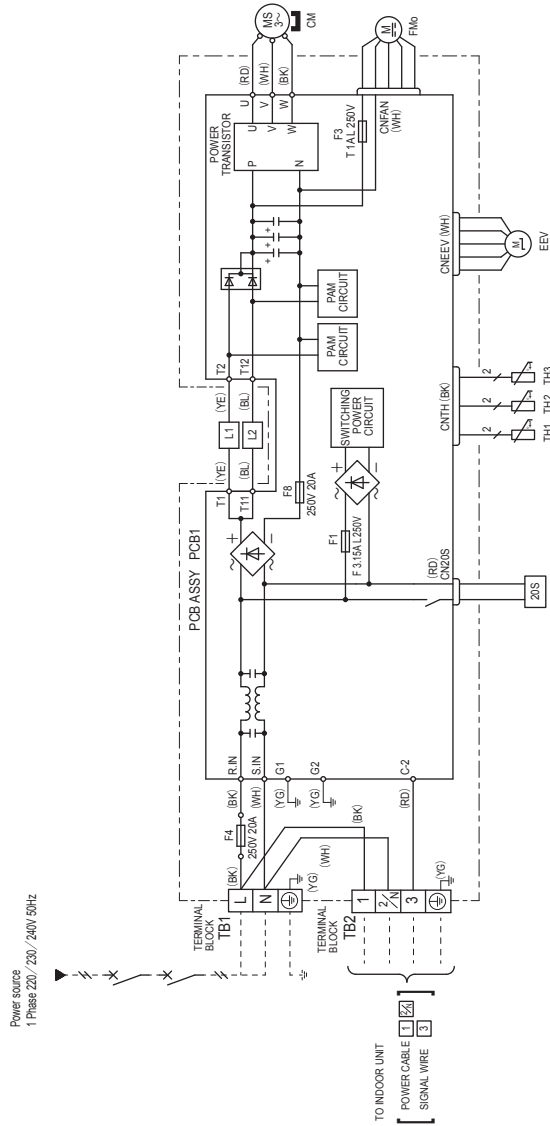 Power source
1 Phase 220/230/240V 50Hz
TERMINAL
BLOCK
TB1
L
N
(BK)
F4
250V 20A
(YG)
(BK)
(WH)
R.IN
S.IN
(YG)
G1
(YG)
G2
TERMINAL
BLOCK
TB2
1
2/N
3
(YG)
(BK)
(WH)
(RD)
C-2
TO INDOOR UNIT
POWER CABLE 1 2/N
SIGNAL WIRE 3
PCB ASSY PCB1
+
−
~
~
T1
T11
(YE)
(BL)
L1
L2
(YE)
(BL)
T2
T12
F8
250V 20A
F1
F 3.15A L250V
~
~
+
−
SWITCHING
POWER
CIRCUIT
PAM
CIRCUIT
PAM
CIRCUIT
+
+
+
POWER
TRANSISTOR
P
N
U
V
W
U
V
W
(RD)
(WH)
(BK)
MS
3~
CM
F3
T 1A L 250V
CNFAN
(WH)
M
FMo
(RD)
CN20S
20S
CNTH (BK)
2
2
2
TH1
TH2
TH3
CNEEV (WH)
M
EEV